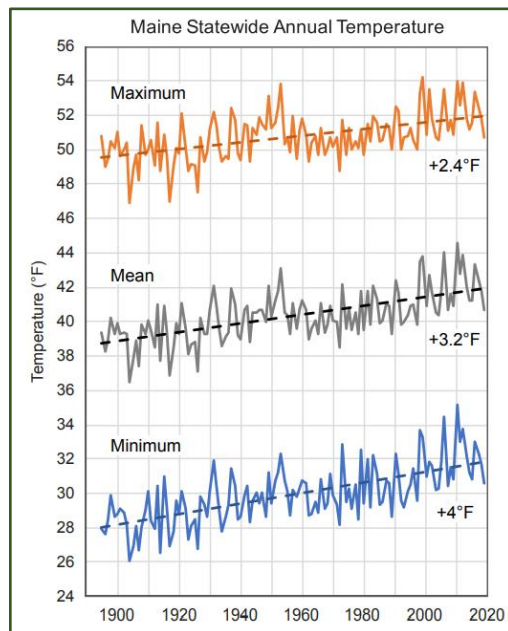 Maine Statewide Annual Temperature
56
54
Maximum
52
50
48
+2.4°F
46
44
Mean
42
40
38
+3.2°F
36
34
Minimum
32
30
28
+4°F
26
24
Temperature (°F)
1900 1920 1940 1960 1980 2000 2020